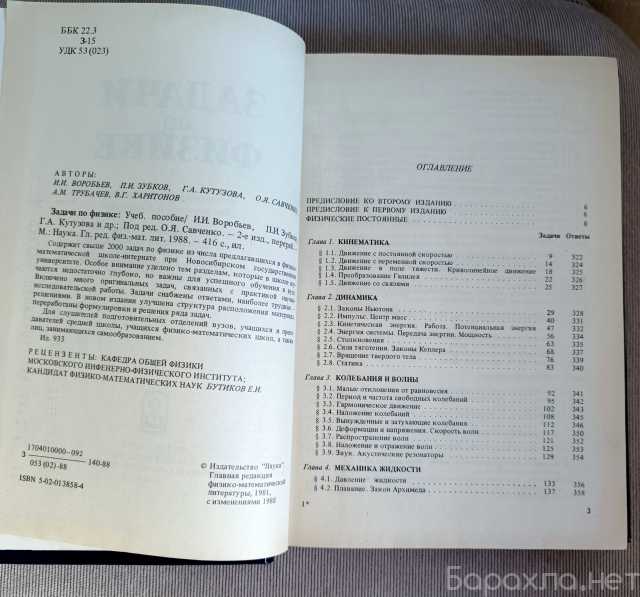 ББК 22.3
З-15
УДК 53 (023)
АВТОРЫ:
И.И. ВОРОБЬЕВ, П.И. ЗУБКОВ, Г.А. КУТУЗОВА, О.Я. САВЧЕНКО,
А.М. ТРУБАЧЕВ, В.Г. ХАРИТОНОВ
Задачи по физике: Учеб. пособие/ И.И. Воробьев, П.И. Зубков,
Г.А. Кутузова и др.; Под ред. О.Я. Савченко. – 2-е изд., перераб.
М.: Наука. Гл. ред. физ.-мат. лит. 1988. – 416 с., ил.
Содержит свыше 2000 задач по физике из числа предлагавшихся в физико-
математической школе-интернате при Новосибирском государственном
университете. Особое внимание уделено тем разделам, которые в школе изу-
чаются недостаточно глубоко, но важны для успешного обучения в вузе.
Включено много оригинальных задач, связанных с практикой научно-
исследовательской работы. Задачи снабжены ответами, наиболее трудные –
решениями. В новом издании улучшена структура расположения материала,
переработаны формулировки и решения ряда задач.
Для слушателей подготовительных отделений вузов, учащихся и препо-
давателей средней школы, учащихся физико-математических школ, а также
лиц, занимающихся самообразованием.
Ил. 933
РЕЦЕНЗЕНТЫ: КАФЕДРА ОБЩЕЙ ФИЗИКИ
МОСКОВСКОГО ИНЖЕНЕРНО-ФИЗИЧЕСКОГО ИНСТИТУТА;
КАНДИДАТ ФИЗИКО-МАТЕМАТИЧЕСКИХ НАУК БУТИКОВ Е.И.
З 1704010000–092
053 (02)-88 140-88
ISBN 5-02-013858-4
© Издательство "Наука"
Главная редакция
физико-математической
литературы, 1981,
с изменениями 1988
ОГЛАВЛЕНИЕ
ПРЕДИСЛОВИЕ КО ВТОРОМУ ИЗДАНИЮ 6
ПРЕДИСЛОВИЕ К ПЕРВОМУ ИЗДАНИЮ 6
ФИЗИЧЕСКИЕ ПОСТОЯННЫЕ 8
Задачи Ответы
Глава 1. КИНЕМАТИКА
§ 1.1. Движение с постоянной скоростью 9 322
§ 1.2. Движение с переменной скоростью 14 324
§ 1.3. Движение в поле тяжести. Криволинейное движение 18 325
§ 1.4. Преобразование Галилея 22 326
§ 1.5. Движение со связями 25 327
Глава 2. ДИНАМИКА
§ 2.1. Законы Ньютона 29 328
§ 2.2. Импульс. Центр масс 40 331
§ 2.3. Кинетическая энергия. Работа. Потенциальная энергия 47 332
§ 2.4. Энергия системы. Передача энергии. Мощность 56 334
§ 2.5. Столкновения 63 335
§ 2.6. Сила тяготения. Законы Кеплера 68 337
§ 2.7. Вращение твердого тела 76 339
§ 2.8. Статика 83 340
Глава 3. КОЛЕБАНИЯ И ВОЛНЫ
§ 3.1. Малые отклонения от равновесия 92 341
§ 3.2. Период и частота свободных колебаний 95 342
§ 3.3. Гармоническое движение 102 343
§ 3.4. Наложение колебаний 108 345
§ 3.5. Вынужденные и затухающие колебания 112 346
§ 3.6. Деформации и напряжения. Скорость волн 117 350
§ 3.7. Распространение волн 121 352
§ 3.8. Наложение и отражение волн 125 353
§ 3.9. Звук. Акустические резонаторы 129 354
Глава 4. МЕХАНИКА ЖИДКОСТИ
§ 4.1. Давление жидкости 133 356
§ 4.2. Плавание. Закон Архимеда 137 358
1*
3
Барахла.нет